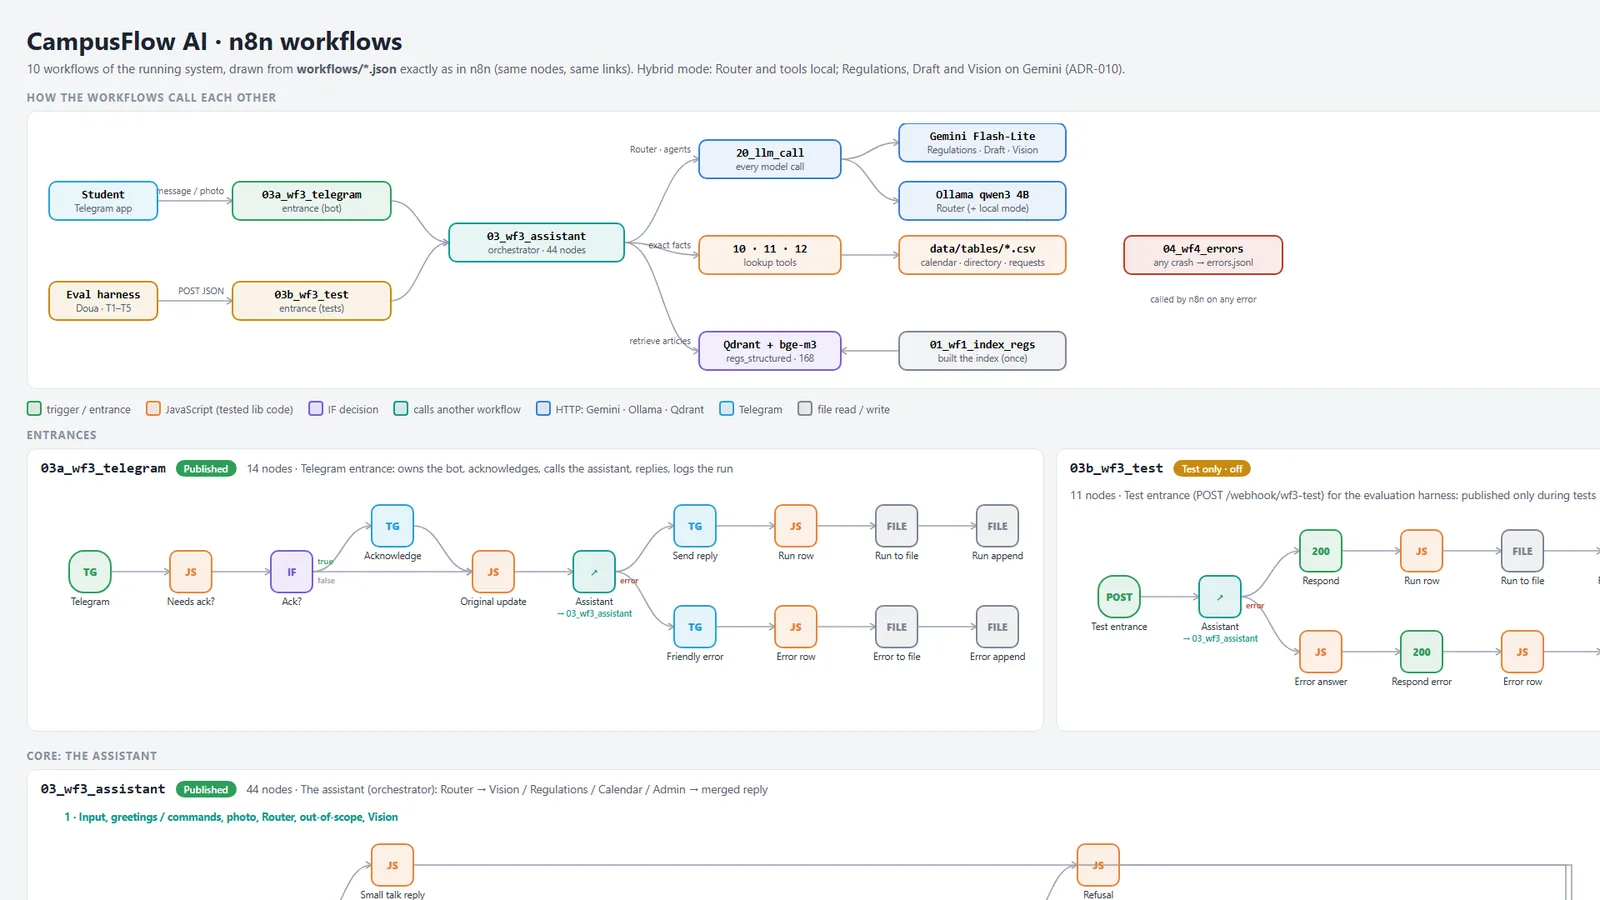 CampusFlow AI · n8n workflows
10 workflows of the running system, drawn from workflows/*.json exactly as in n8n (same nodes, same links). Hybrid mode: Router and tools local; Regulations, Draft and Vision on Gemini (ADR-010).
HOW THE WORKFLOWS CALL EACH OTHER
Student
Telegram app
message / photo
03a_wf3_telegram
entrance (bot)
Eval harness
Doua · T1–T5
POST JSON
03b_wf3_test
entrance (tests)
03_wf3_assistant
orchestrator · 44 nodes
Router · agents
20_llm_call
every model call
Gemini Flash-Lite
Regulations · Draft · Vision
Ollama qwen3 4B
Router (+ local mode)
exact facts
10 · 11 · 12
lookup tools
data/tables/*.csv
calendar · directory · requests
retrieve articles
Qdrant + bge-m3
regs_structured · 168
01_wf1_index_regs
built the index (once)
04_wf4_errors
any crash → errors.jsonl
called by n8n on any error
trigger / entrance
JavaScript (tested lib code)
IF decision
calls another workflow
HTTP: Gemini · Ollama · Qdrant
Telegram
file read / write
ENTRANCES
03a_wf3_telegram
Published
14 nodes · Telegram entrance: owns the bot, acknowledges, calls the assistant, replies, logs the run
TG
Telegram
JS
Needs ack?
IF
Ack?
true
false
TG
Acknowledge
JS
Original update
↗
Assistant
→ 03_wf3_assistant
error
TG
Send reply
JS
Run row
FILE
Run to file
FILE
Run append
TG
Friendly error
JS
Error row
FILE
Error to file
FILE
Error append
03b_wf3_test
Test only · off
11 nodes · Test entrance (POST /webhook/wf3-test) for the evaluation harness: published only during tests
POST
Test entrance
↗
Assistant
→ 03_wf3_assistant
error
200
Respond
JS
Run row
FILE
Run to file
JS
Error answer
200
Respond error
JS
Error row
CORE: THE ASSISTANT
03_wf3_assistant
Published
44 nodes · The assistant (orchestrator): Router → Vision / Regulations / Calendar / Admin → merged reply
1 · Input, greetings / commands, photo, Router, out-of-scope, Vision
JS
Small talk reply
JS
Refusal